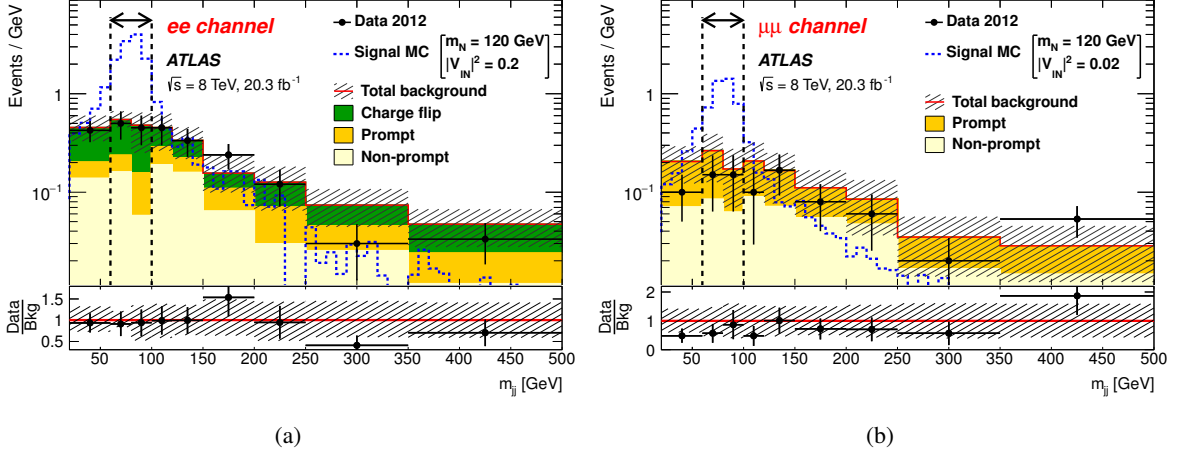 Events / GeV
1
10⁻¹
ee channel
ATLAS
√s = 8 TeV, 20.3 fb⁻¹
Data 2012
Signal MC
m_N = 120 GeV
|V_lN|² = 0.2
Total background
Charge flip
Prompt
Non-prompt
Data
Bkg
1.5
1
0.5
50 100 150 200 250 300 350 400 450 500
m_jj [GeV]
(a)
Events / GeV
1
10⁻¹
μμ channel
ATLAS
√s = 8 TeV, 20.3 fb⁻¹
Data 2012
Signal MC
m_N = 120 GeV
|V_lN|² = 0.02
Total background
Prompt
Non-prompt
Data
Bkg
2
1
0
50 100 150 200 250 300 350 400 450 500
m_jj [GeV]
(b)